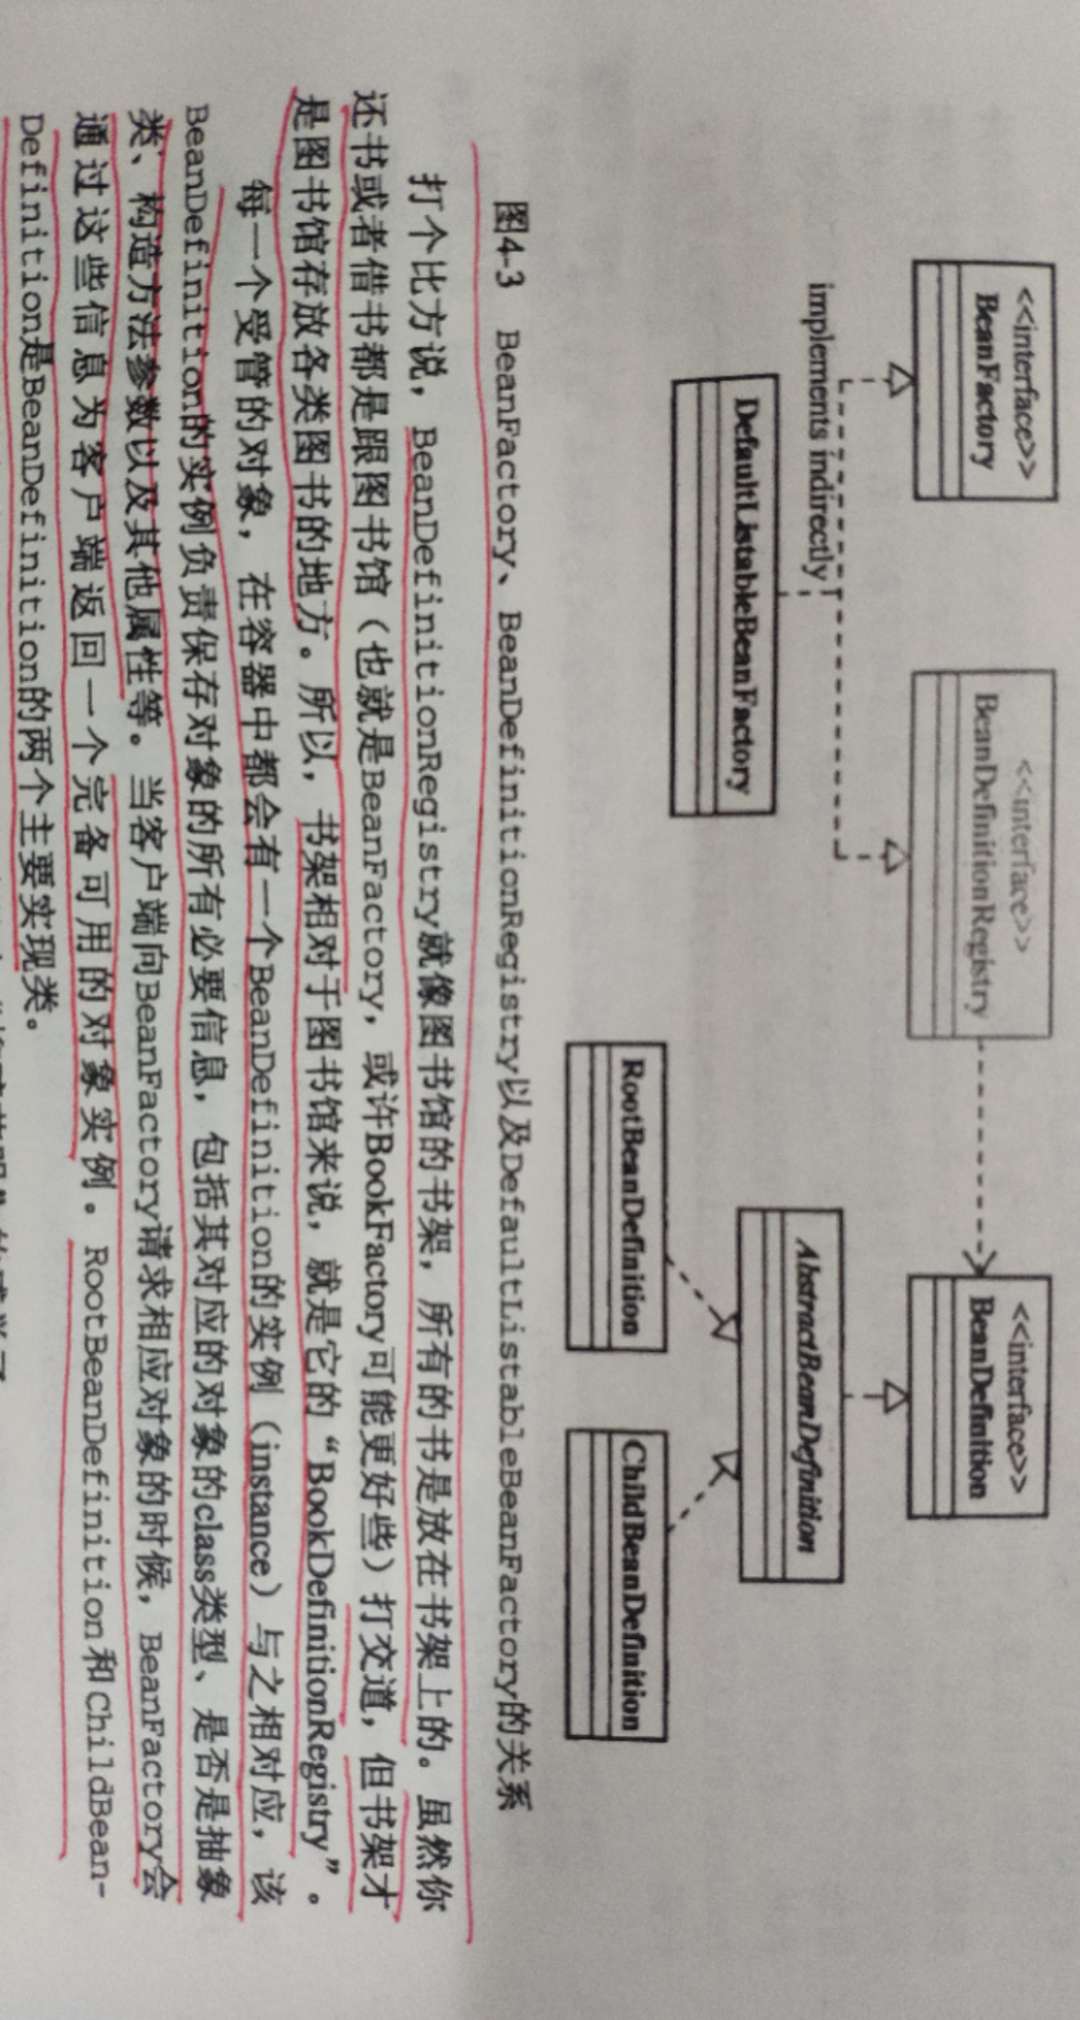 <<interface>>
BeanFactory
<<interface>>
BeanDefinitionRegistry
<<interface>>
BeanDefinition
implements indirectly
DefaultListableBeanFactory
AbstractBeanDefinition
RootBeanDefinition
ChildBeanDefinition
图4-3 BeanFactory、BeanDefinitionRegistry以及DefaultListableBeanFactory的关系
打个比方说，BeanDefinitionRegistry就像图书馆的书架，所有的书是放在书架上的。虽然你
还书或者借书都是跟图书馆（也就是BeanFactory，或许BookFactory可能更好些）打交道，但书架才
是图书馆存放各类图书的地方。所以，书架相对于图书馆来说，就是它的“BookDefinitionRegistry”。
每一个受管的对象，在容器中都会有一个BeanDefinition的实例（instance）与之相对应，该
BeanDefinition的实例负责保存对象的所有必要信息，包括其对应的对象的class类型、是否是抽象
类、构造方法参数以及其他属性等。当客户端向BeanFactory请求相应对象的时候，BeanFactory会
通过这些信息为客户端返回一个完备可用的对象实例。RootBeanDefinition和ChildBean-
Definition是BeanDefinition的两个主要实现类。